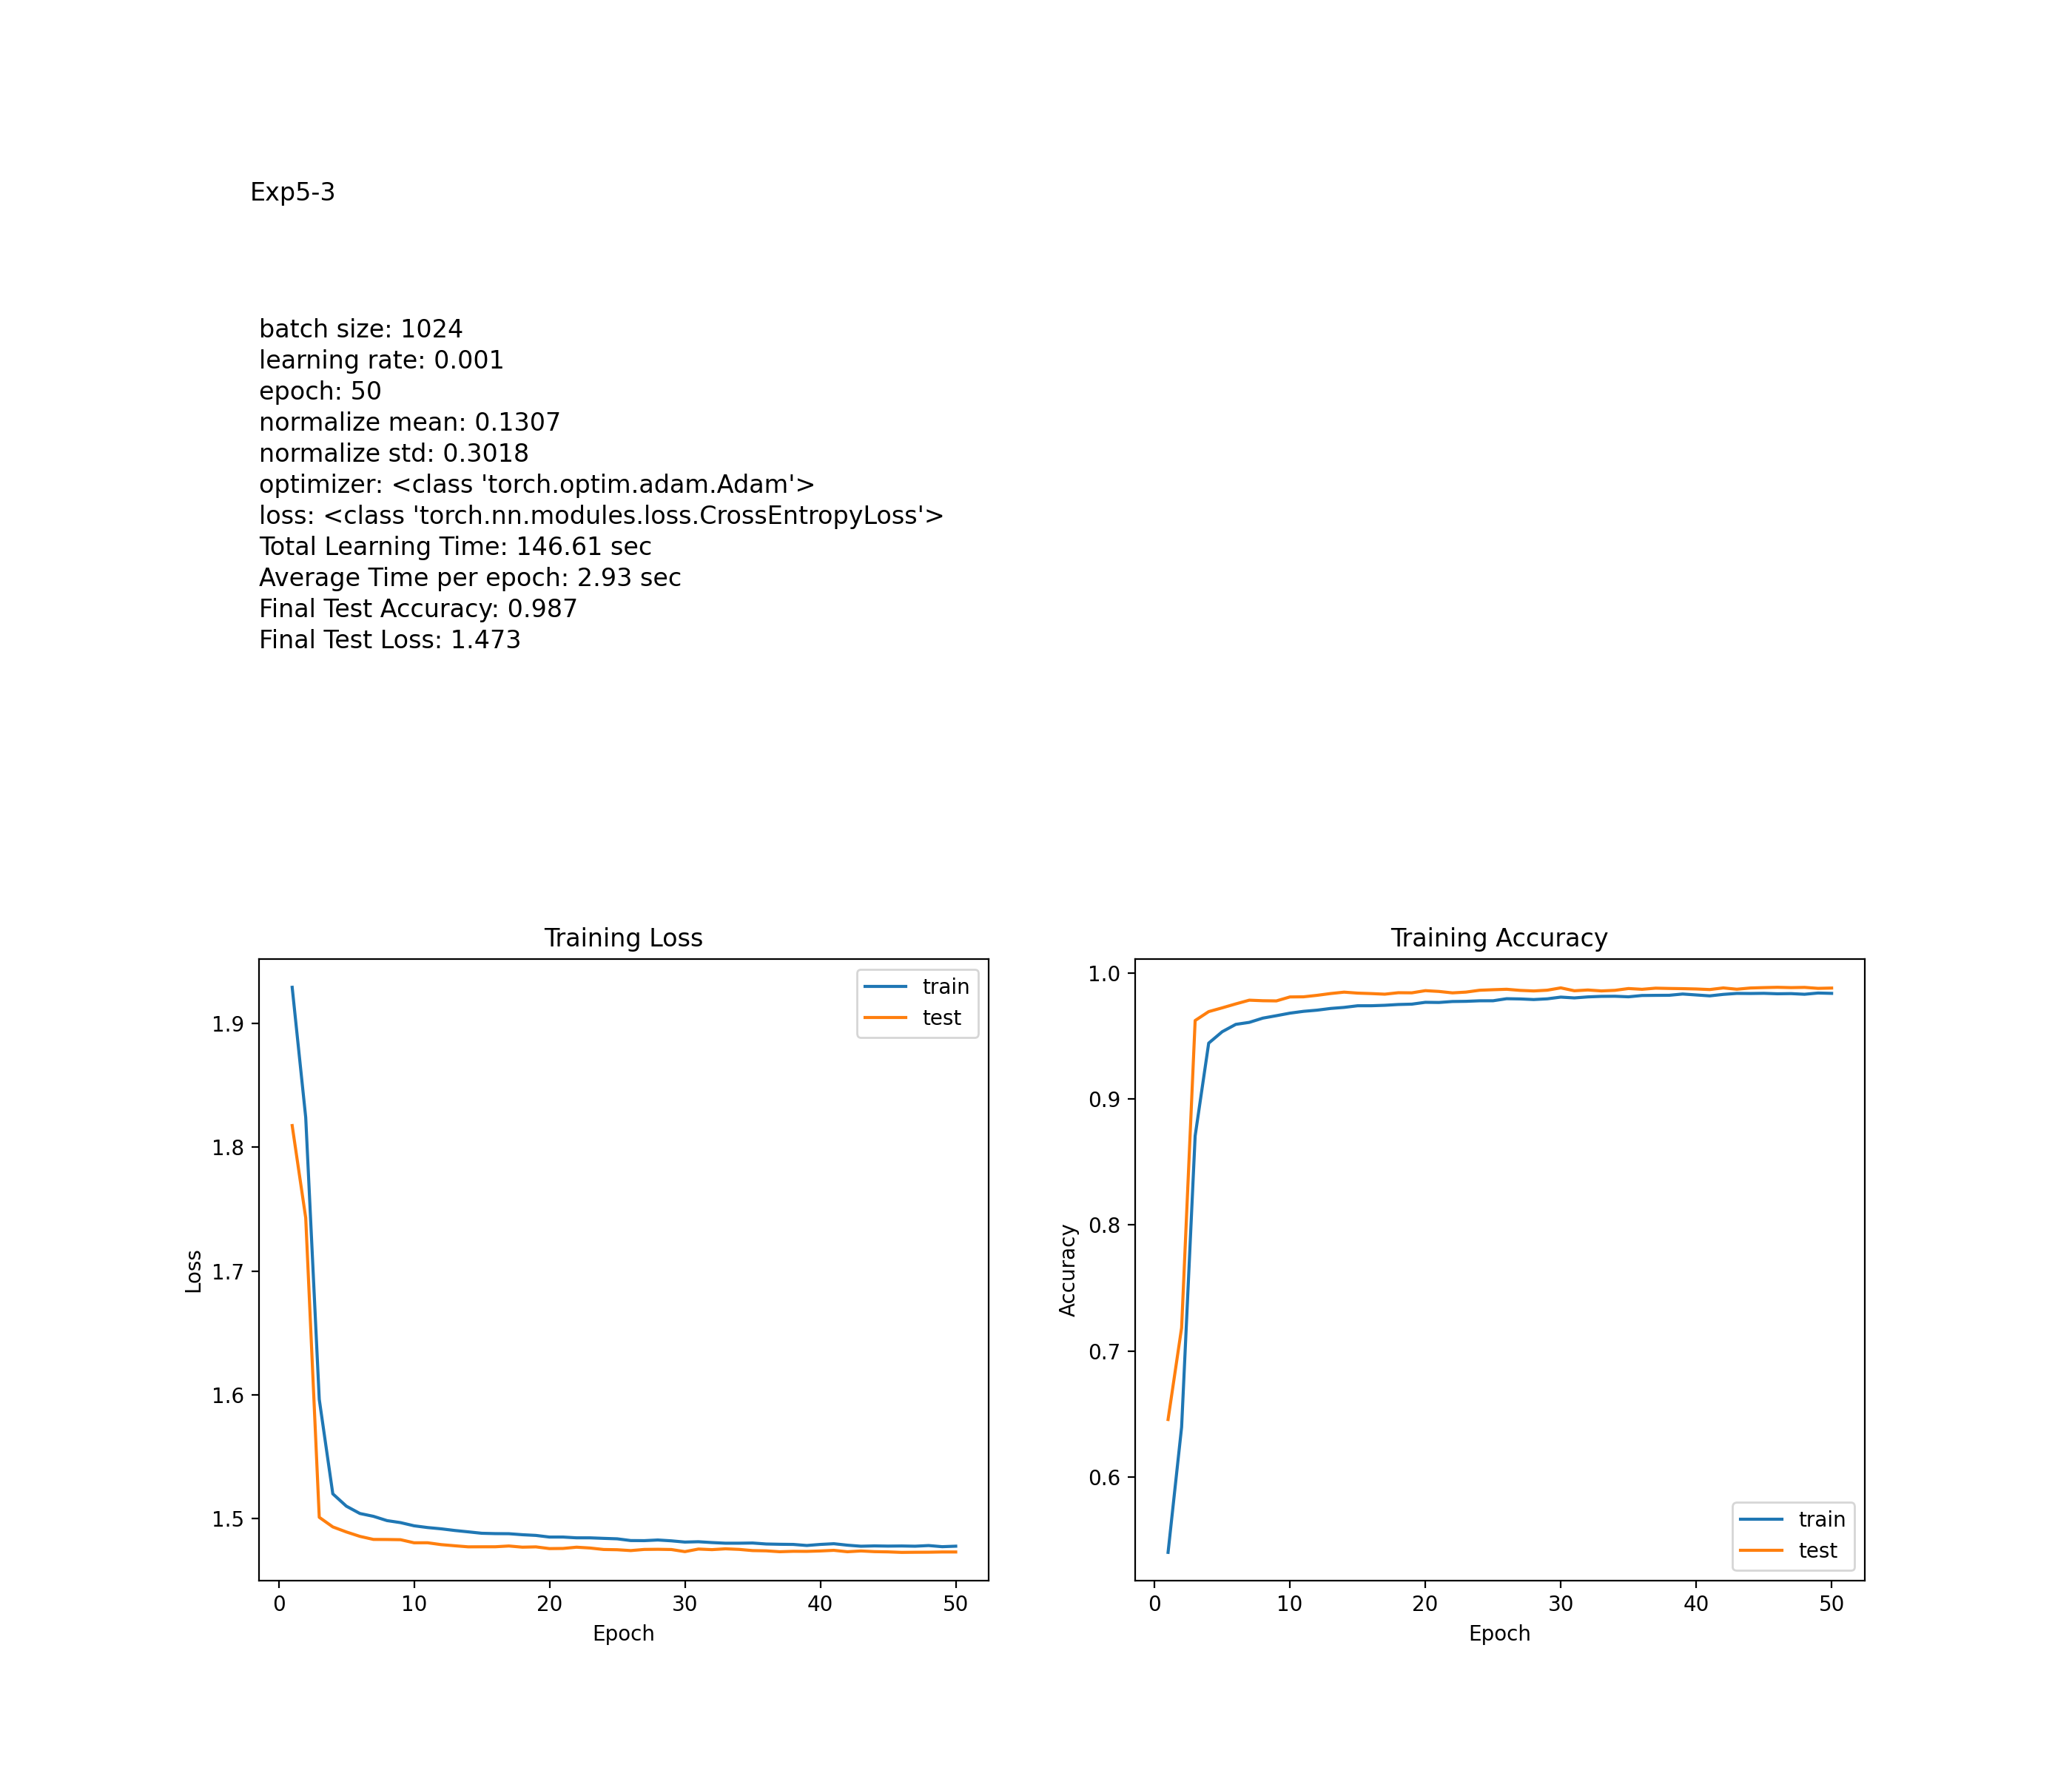 Exp5-3
batch size: 1024
learning rate: 0.001
epoch: 50
normalize mean: 0.1307
normalize std: 0.3018
optimizer: <class 'torch.optim.adam.Adam'>
loss: <class 'torch.nn.modules.loss.CrossEntropyLoss'>
Total Learning Time: 146.61 sec
Average Time per epoch: 2.93 sec
Final Test Accuracy: 0.987
Final Test Loss: 1.473
Training Loss
train
test
1.9
1.8
1.7
1.6
1.5
Loss
0 10 20 30 40 50
Epoch
Training Accuracy
1.0
0.9
0.8
0.7
0.6
Accuracy
train
test
0 10 20 30 40 50
Epoch